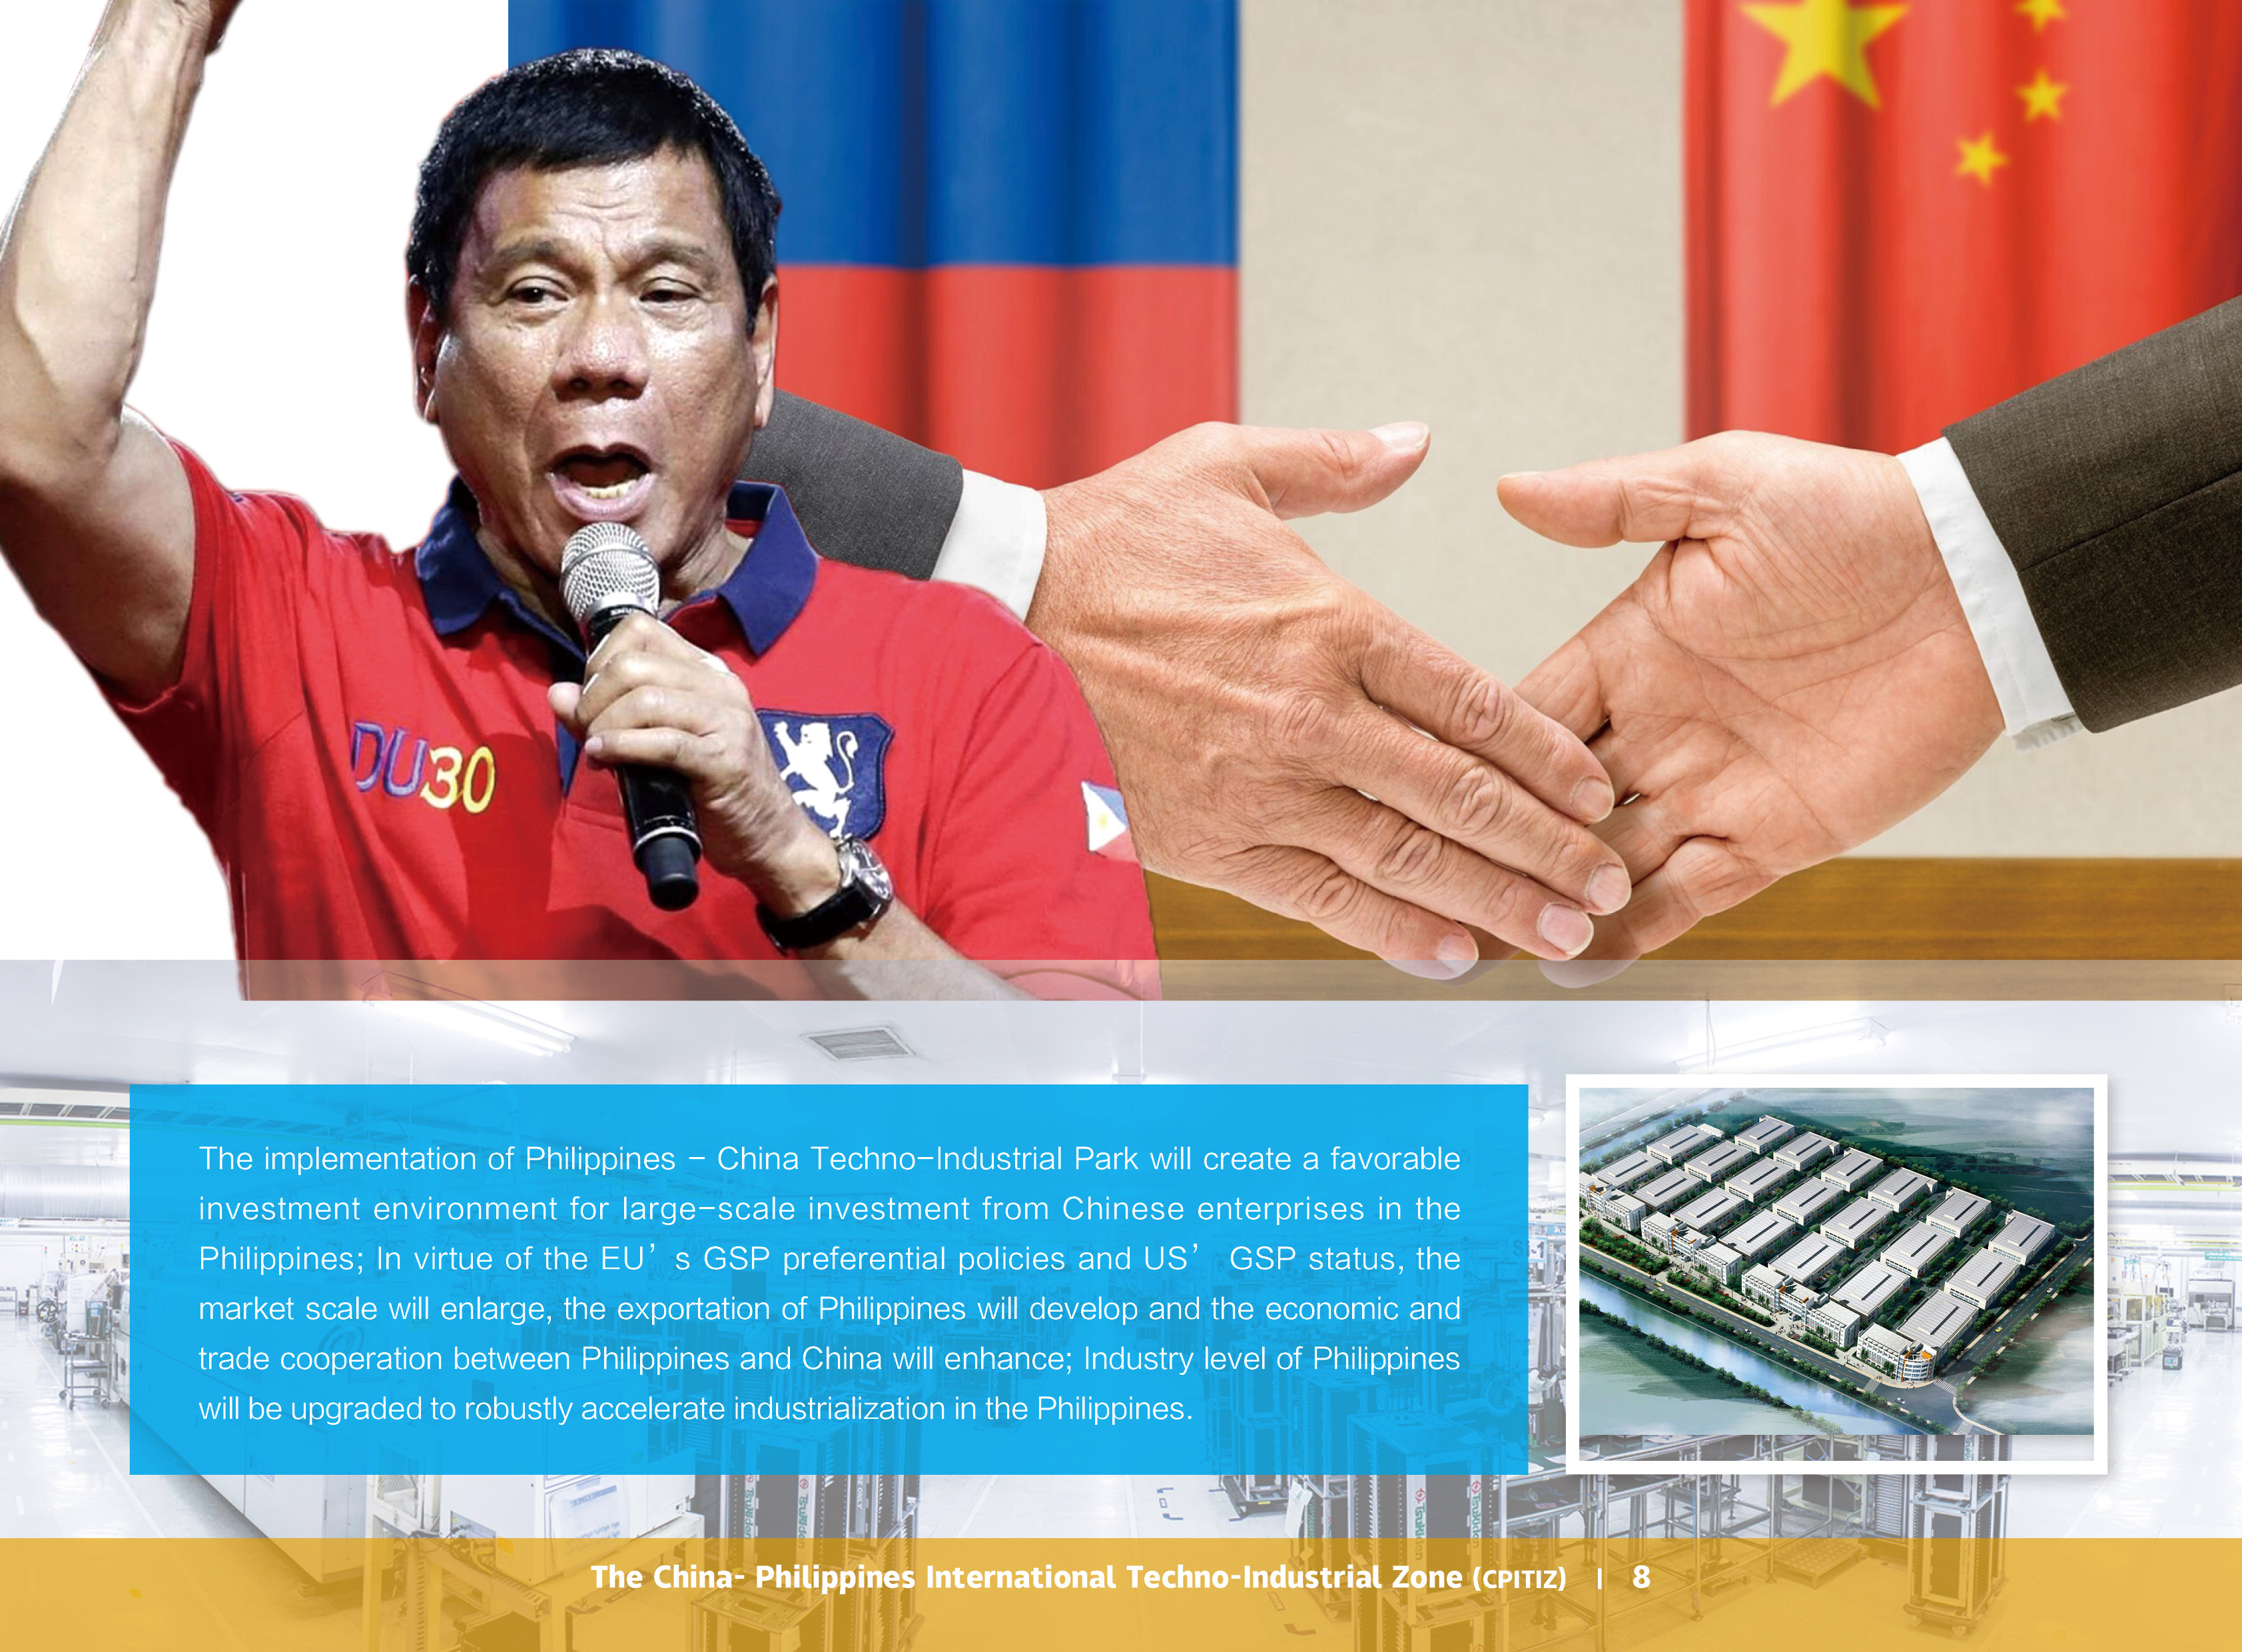 DU30
The implementation of Philippines – China Techno–Industrial Park will create a favorable
investment environment for large–scale investment from Chinese enterprises in the
Philippines; In virtue of the EU’ s GSP preferential policies and US’ GSP status, the
market scale will enlarge, the exportation of Philippines will develop and the economic and
trade cooperation between Philippines and China will enhance; Industry level of Philippines
will be upgraded to robustly accelerate industrialization in the Philippines.
The China- Philippines International Techno-Industrial Zone (CPITIZ) | 8